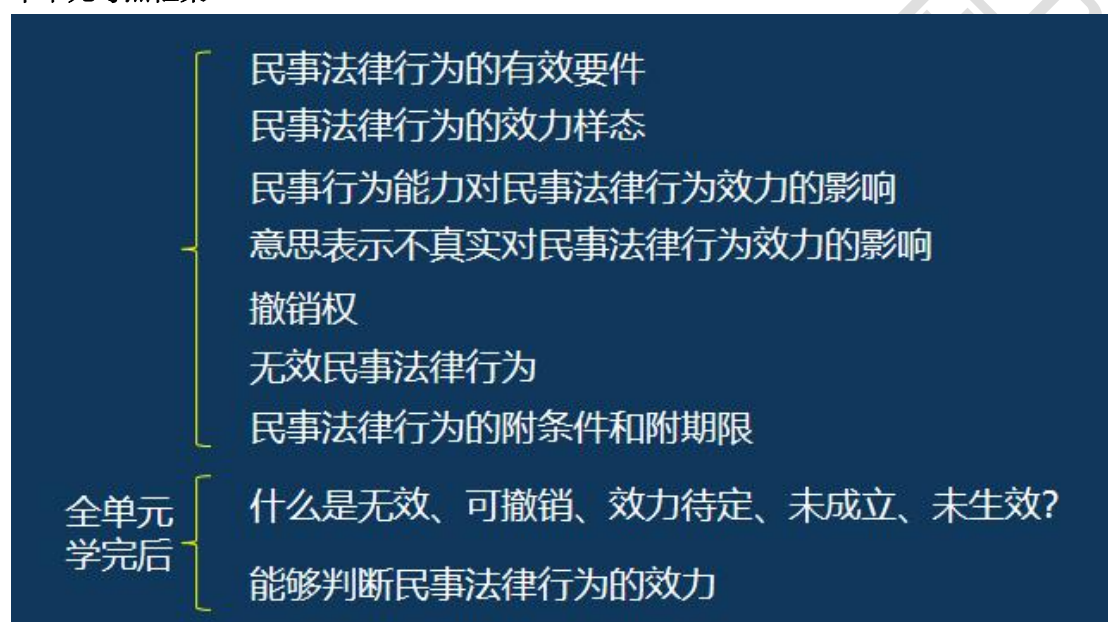 民事法律行为的有效要件
民事法律行为的效力样态
民事行为能力对民事法律行为效力的影响
意思表示不真实对民事法律行为效力的影响
撤销权
无效民事法律行为
民事法律行为的附条件和附期限
全单元
学完后
什么是无效、可撤销、效力待定、未成立、未生效?
能够判断民事法律行为的效力